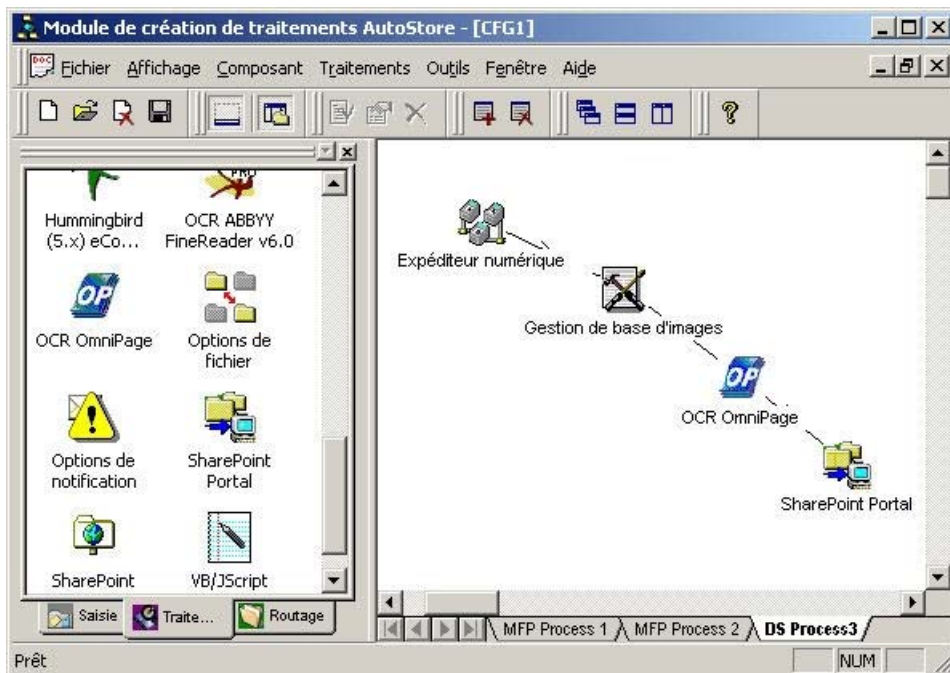 Module de création de traitements AutoStore - [CFG1]
Fichier Affichage Composant Traitements Outils Fenêtre Aide
Hummingbird
(5.x) eCo...
OCR ABBYY
FineReader v6.0
OCR OmniPage
Options de
fichier
Options de
notification
SharePoint
Portal
SharePoint
VB/JScript
Saisie Traite... Routage
Expéditeur numérique
Gestion de base d'images
OP
OCR OmniPage
SharePoint Portal
MFP Process 1 MFP Process 2 DS Process3
Prêt
NUM